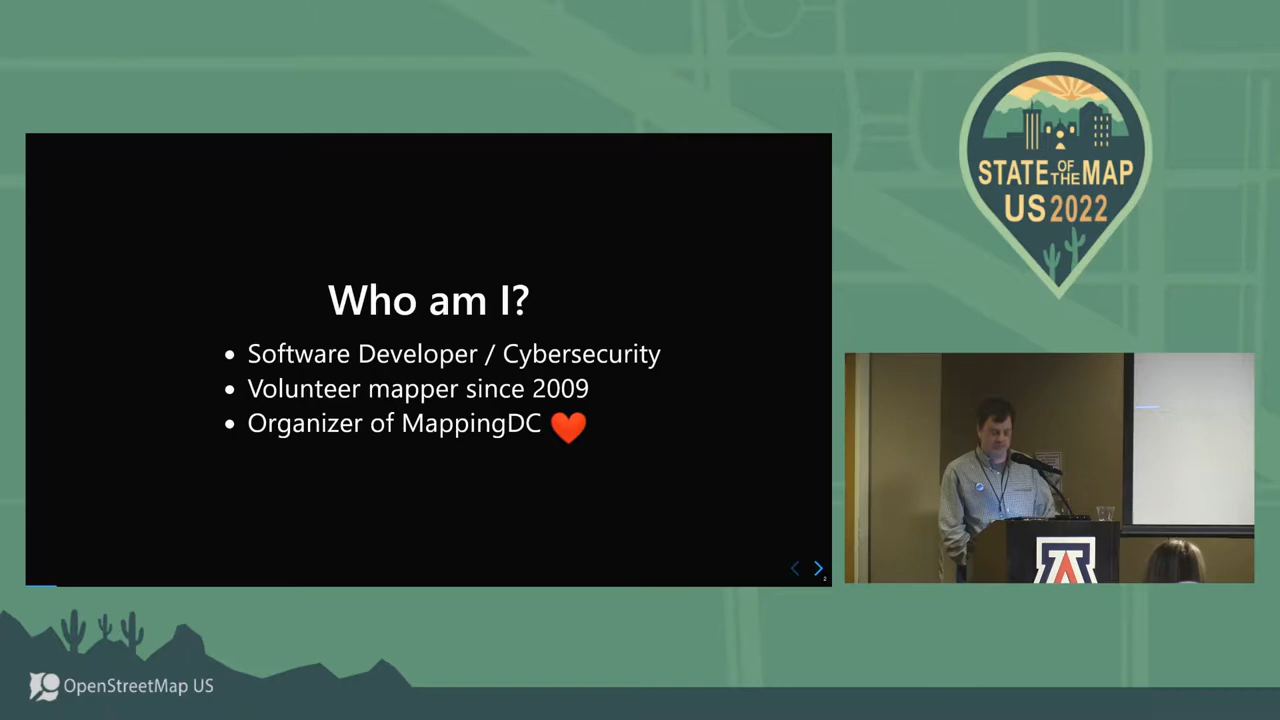 STATE OF THE MAP
US 2022
Who am I?
• Software Developer / Cybersecurity
• Volunteer mapper since 2009
• Organizer of MappingDC ❤️
2
A
OpenStreetMap US